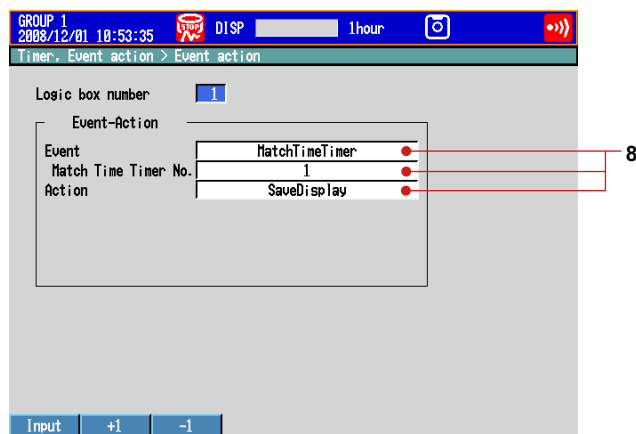 GROUP 1
2008/12/01 10:53:35 STOP DISP 1hour
Timer, Event action > Event action
Logic box number 1
Event-Action
Event MatchTimeTimer
Match Time Timer No. 1
Action SaveDisplay
8
Input +1 -1